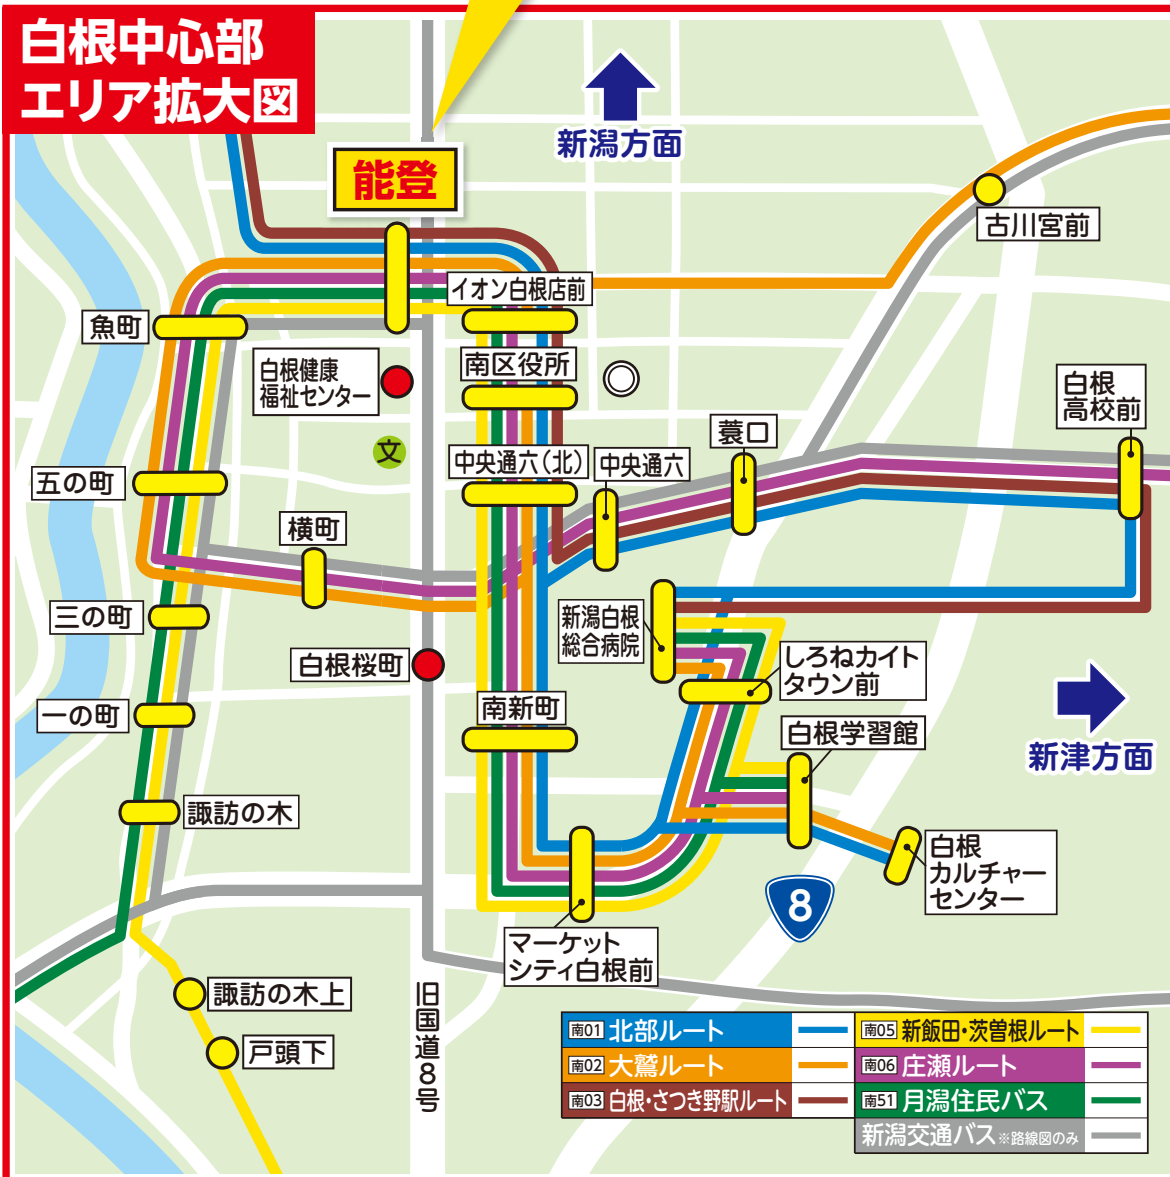 白根中心部
エリア拡大図
新潟方面
能登
古川宮前
イオン白根店前
魚町
白根健康
福祉センター
南区役所
白根
高校前
文
蓑口
五の町
中央通六(北)
中央通六
横町
三の町
新潟白根
総合病院
白根桜町
しろねカイト
タウン前
一の町
南新町
白根学習館
新津方面
諏訪の木
白根
カルチャー
センター
8
マーケット
シティ白根前
諏訪の木上
戸頭下
旧国道8号
南01 北部ルート
南02 大鷲ルート
南03 白根・さつき野駅ルート
南05 新飯田・茨曽根ルート
南06 庄瀬ルート
南51 月潟住民バス
新潟交通バス※路線図のみ